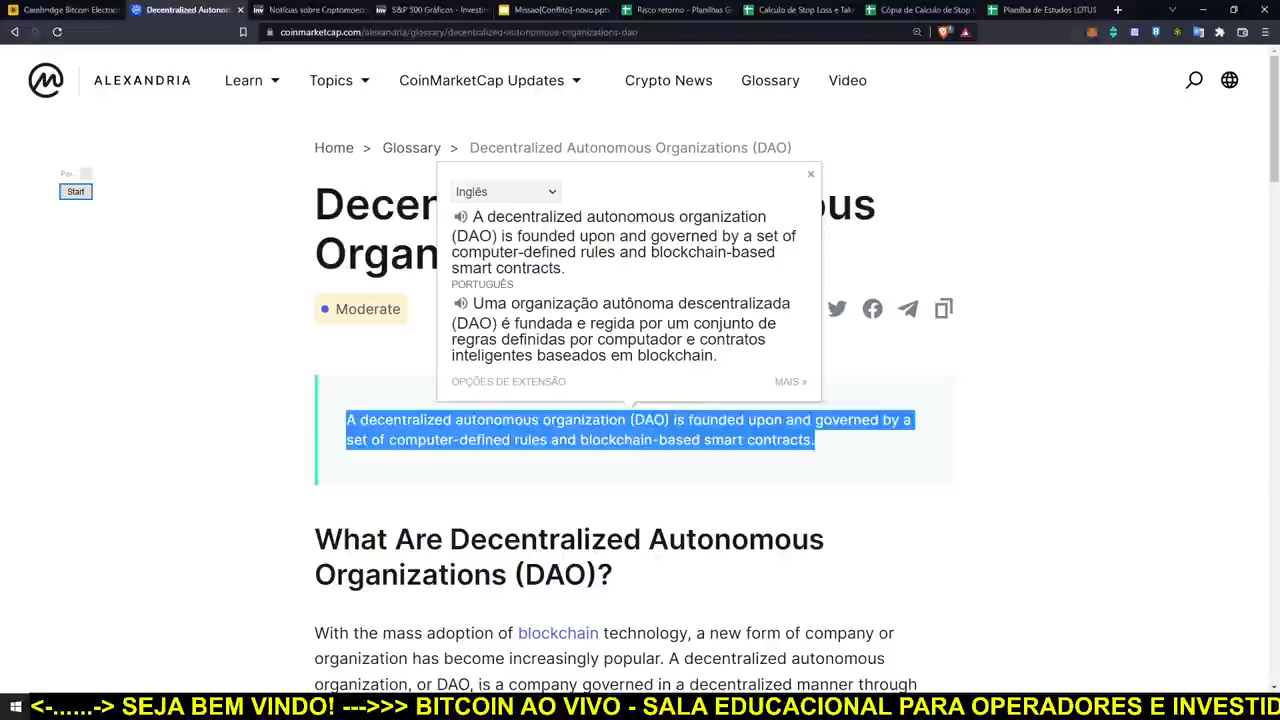 Cambridge Bitcoin Electri
Decentralized Autono
Notícias sobre Criptomoed
S&P 500 Gráficos - Investin
Missao[Conflito]-novo.pptx
Risco retorno - Planilhas G
Calculo de Stop Loss e Take
Cópia de Calculo de Stop L
Planilha de Estudos LOTUS
coinmarketcap.com/alexandria/glossary/decentralized-autonomous-organizations-dao
ALEXANDRIA
Learn
Topics
CoinMarketCap Updates
Crypto News
Glossary
Video
Home > Glossary > Decentralized Autonomous Organizations (DAO)
Por...
Start
Decen
ous
Organ
Inglês
A decentralized autonomous organization
(DAO) is founded upon and governed by a set of
computer-defined rules and blockchain-based
smart contracts.
PORTUGUÊS
Uma organização autônoma descentralizada
(DAO) é fundada e regida por um conjunto de
regras definidas por computador e contratos
inteligentes baseados em blockchain.
OPÇÕES DE EXTENSÃO
MAIS »
Moderate
A decentralized autonomous organization (DAO) is founded upon and governed by a
set of computer-defined rules and blockchain-based smart contracts.
What Are Decentralized Autonomous
Organizations (DAO)?
With the mass adoption of blockchain technology, a new form of company or
organization has become increasingly popular. A decentralized autonomous
organization, or DAO, is a company governed in a decentralized manner through
<-......-> SEJA BEM VINDO! --->>> BITCOIN AO VIVO - SALA EDUCACIONAL PARA OPERADORES E INVESTID